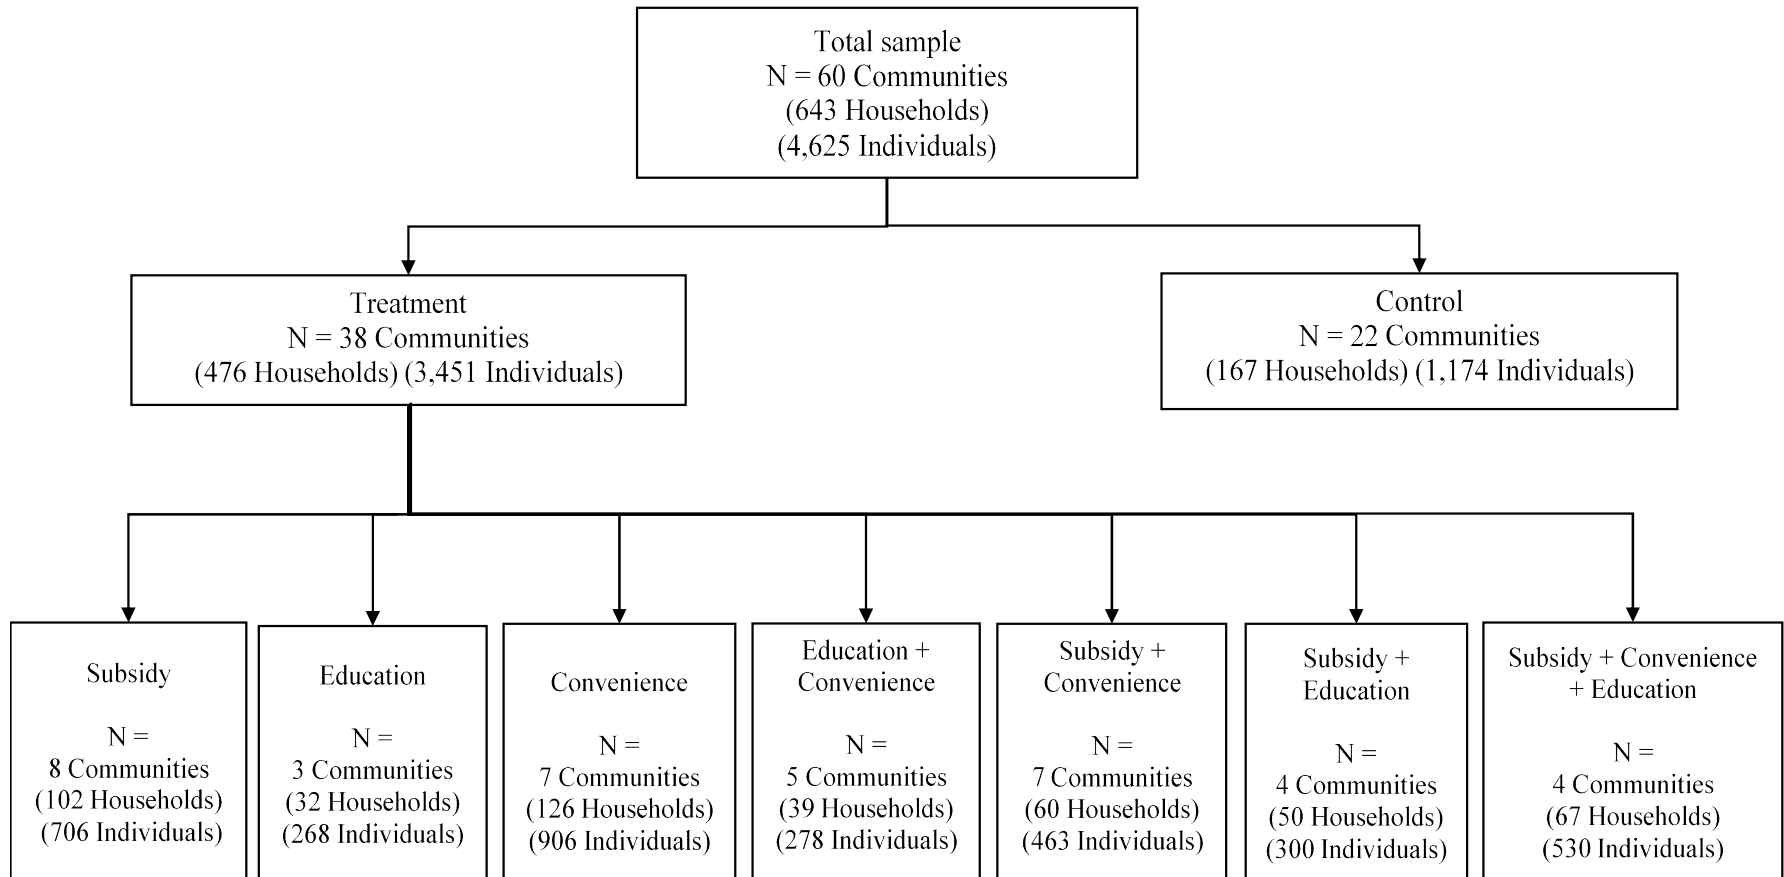 Total sample
N = 60 Communities
(643 Households)
(4,625 Individuals)
Treatment
N = 38 Communities
(476 Households) (3,451 Individuals)
Control
N = 22 Communities
(167 Households) (1,174 Individuals)
Subsidy
N =
8 Communities
(102 Households)
(706 Individuals)
Education
N =
3 Communities
(32 Households)
(268 Individuals)
Convenience
N =
7 Communities
(126 Households)
(906 Individuals)
Education +
Convenience
N =
5 Communities
(39 Households)
(278 Individuals)
Subsidy +
Convenience
N =
7 Communities
(60 Households)
(463 Individuals)
Subsidy +
Education
N =
4 Communities
(50 Households)
(300 Individuals)
Subsidy + Convenience
+ Education
N =
4 Communities
(67 Households)
(530 Individuals)